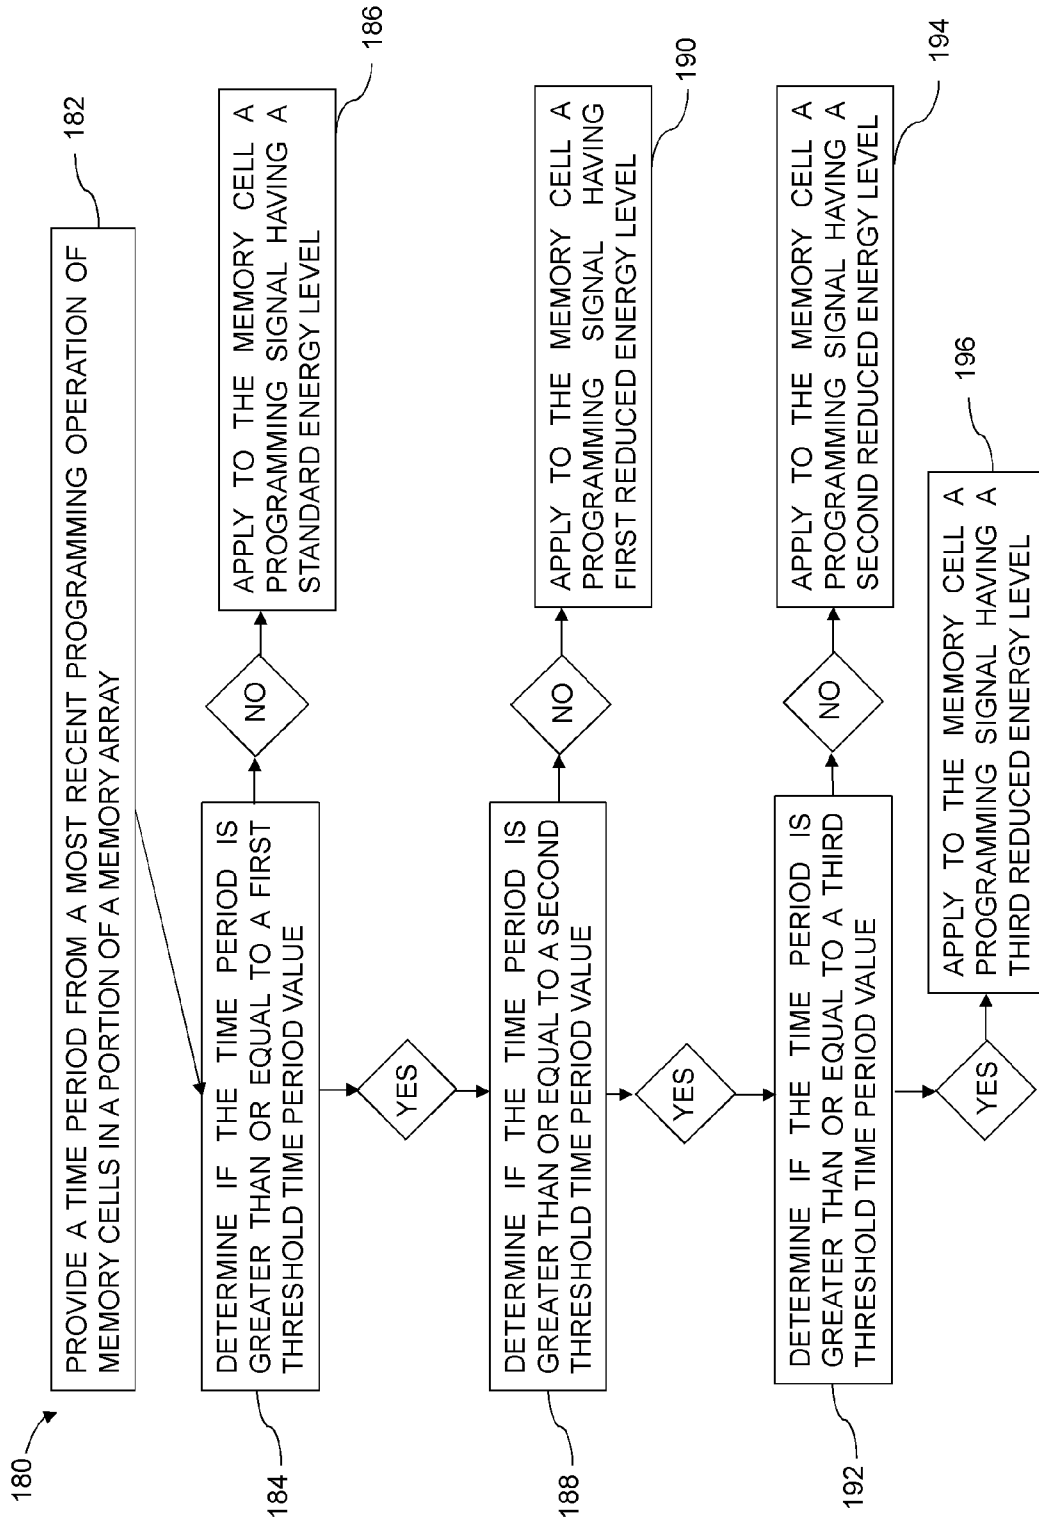 180
182
PROVIDE A TIME PERIOD FROM A MOST RECENT PROGRAMMING OPERATION OF
MEMORY CELLS IN A PORTION OF A MEMORY ARRAY
184
DETERMINE IF THE TIME PERIOD IS
GREATER THAN OR EQUAL TO A FIRST
THRESHOLD TIME PERIOD VALUE
NO
APPLY TO THE MEMORY CELL A
PROGRAMMING SIGNAL HAVING A
STANDARD ENERGY LEVEL
186
YES
188
DETERMINE IF THE TIME PERIOD IS
GREATER THAN OR EQUAL TO A SECOND
THRESHOLD TIME PERIOD VALUE
NO
APPLY TO THE MEMORY CELL A
PROGRAMMING SIGNAL HAVING
FIRST REDUCED ENERGY LEVEL
190
YES
192
DETERMINE IF THE TIME PERIOD IS
GREATER THAN OR EQUAL TO A THIRD
THRESHOLD TIME PERIOD VALUE
NO
APPLY TO THE MEMORY CELL A
PROGRAMMING SIGNAL HAVING A
SECOND REDUCED ENERGY LEVEL
194
YES
APPLY TO THE MEMORY CELL A
PROGRAMMING SIGNAL HAVING A
THIRD REDUCED ENERGY LEVEL
196